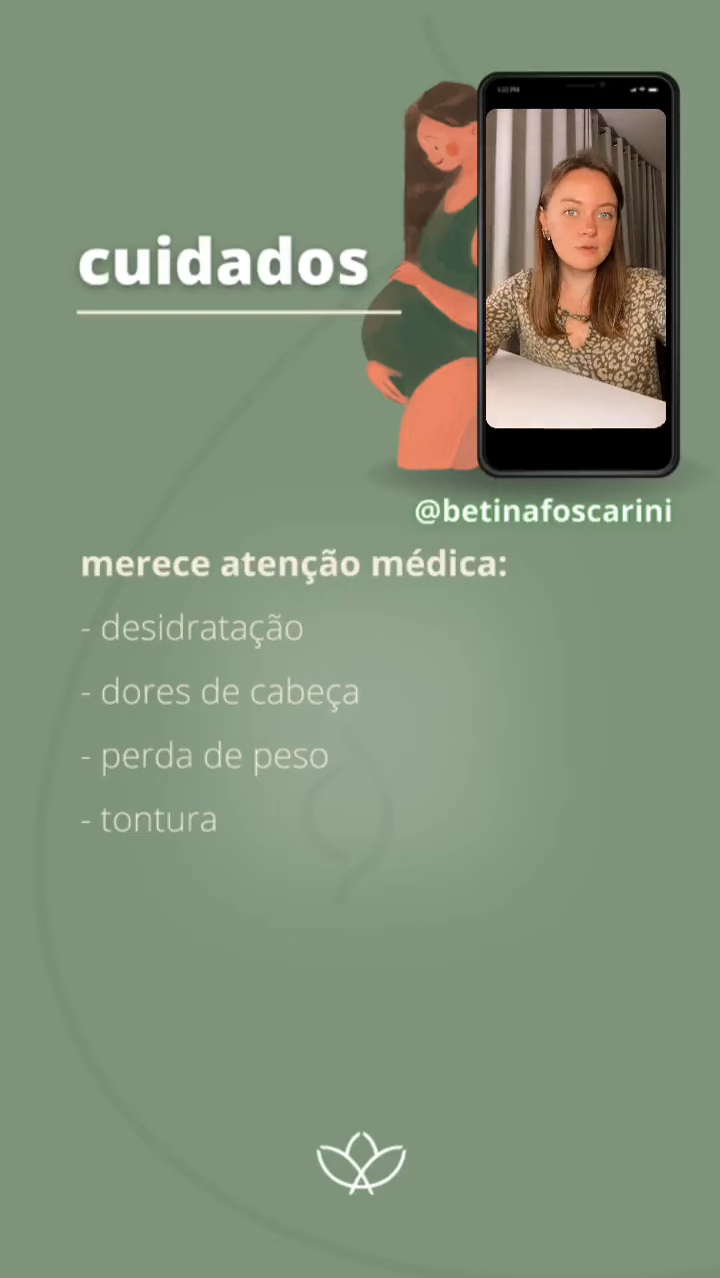 cuidados
@betinafoscarini
merece atenção médica:
- desidratação
- dores de cabeça
- perda de peso
- tontura